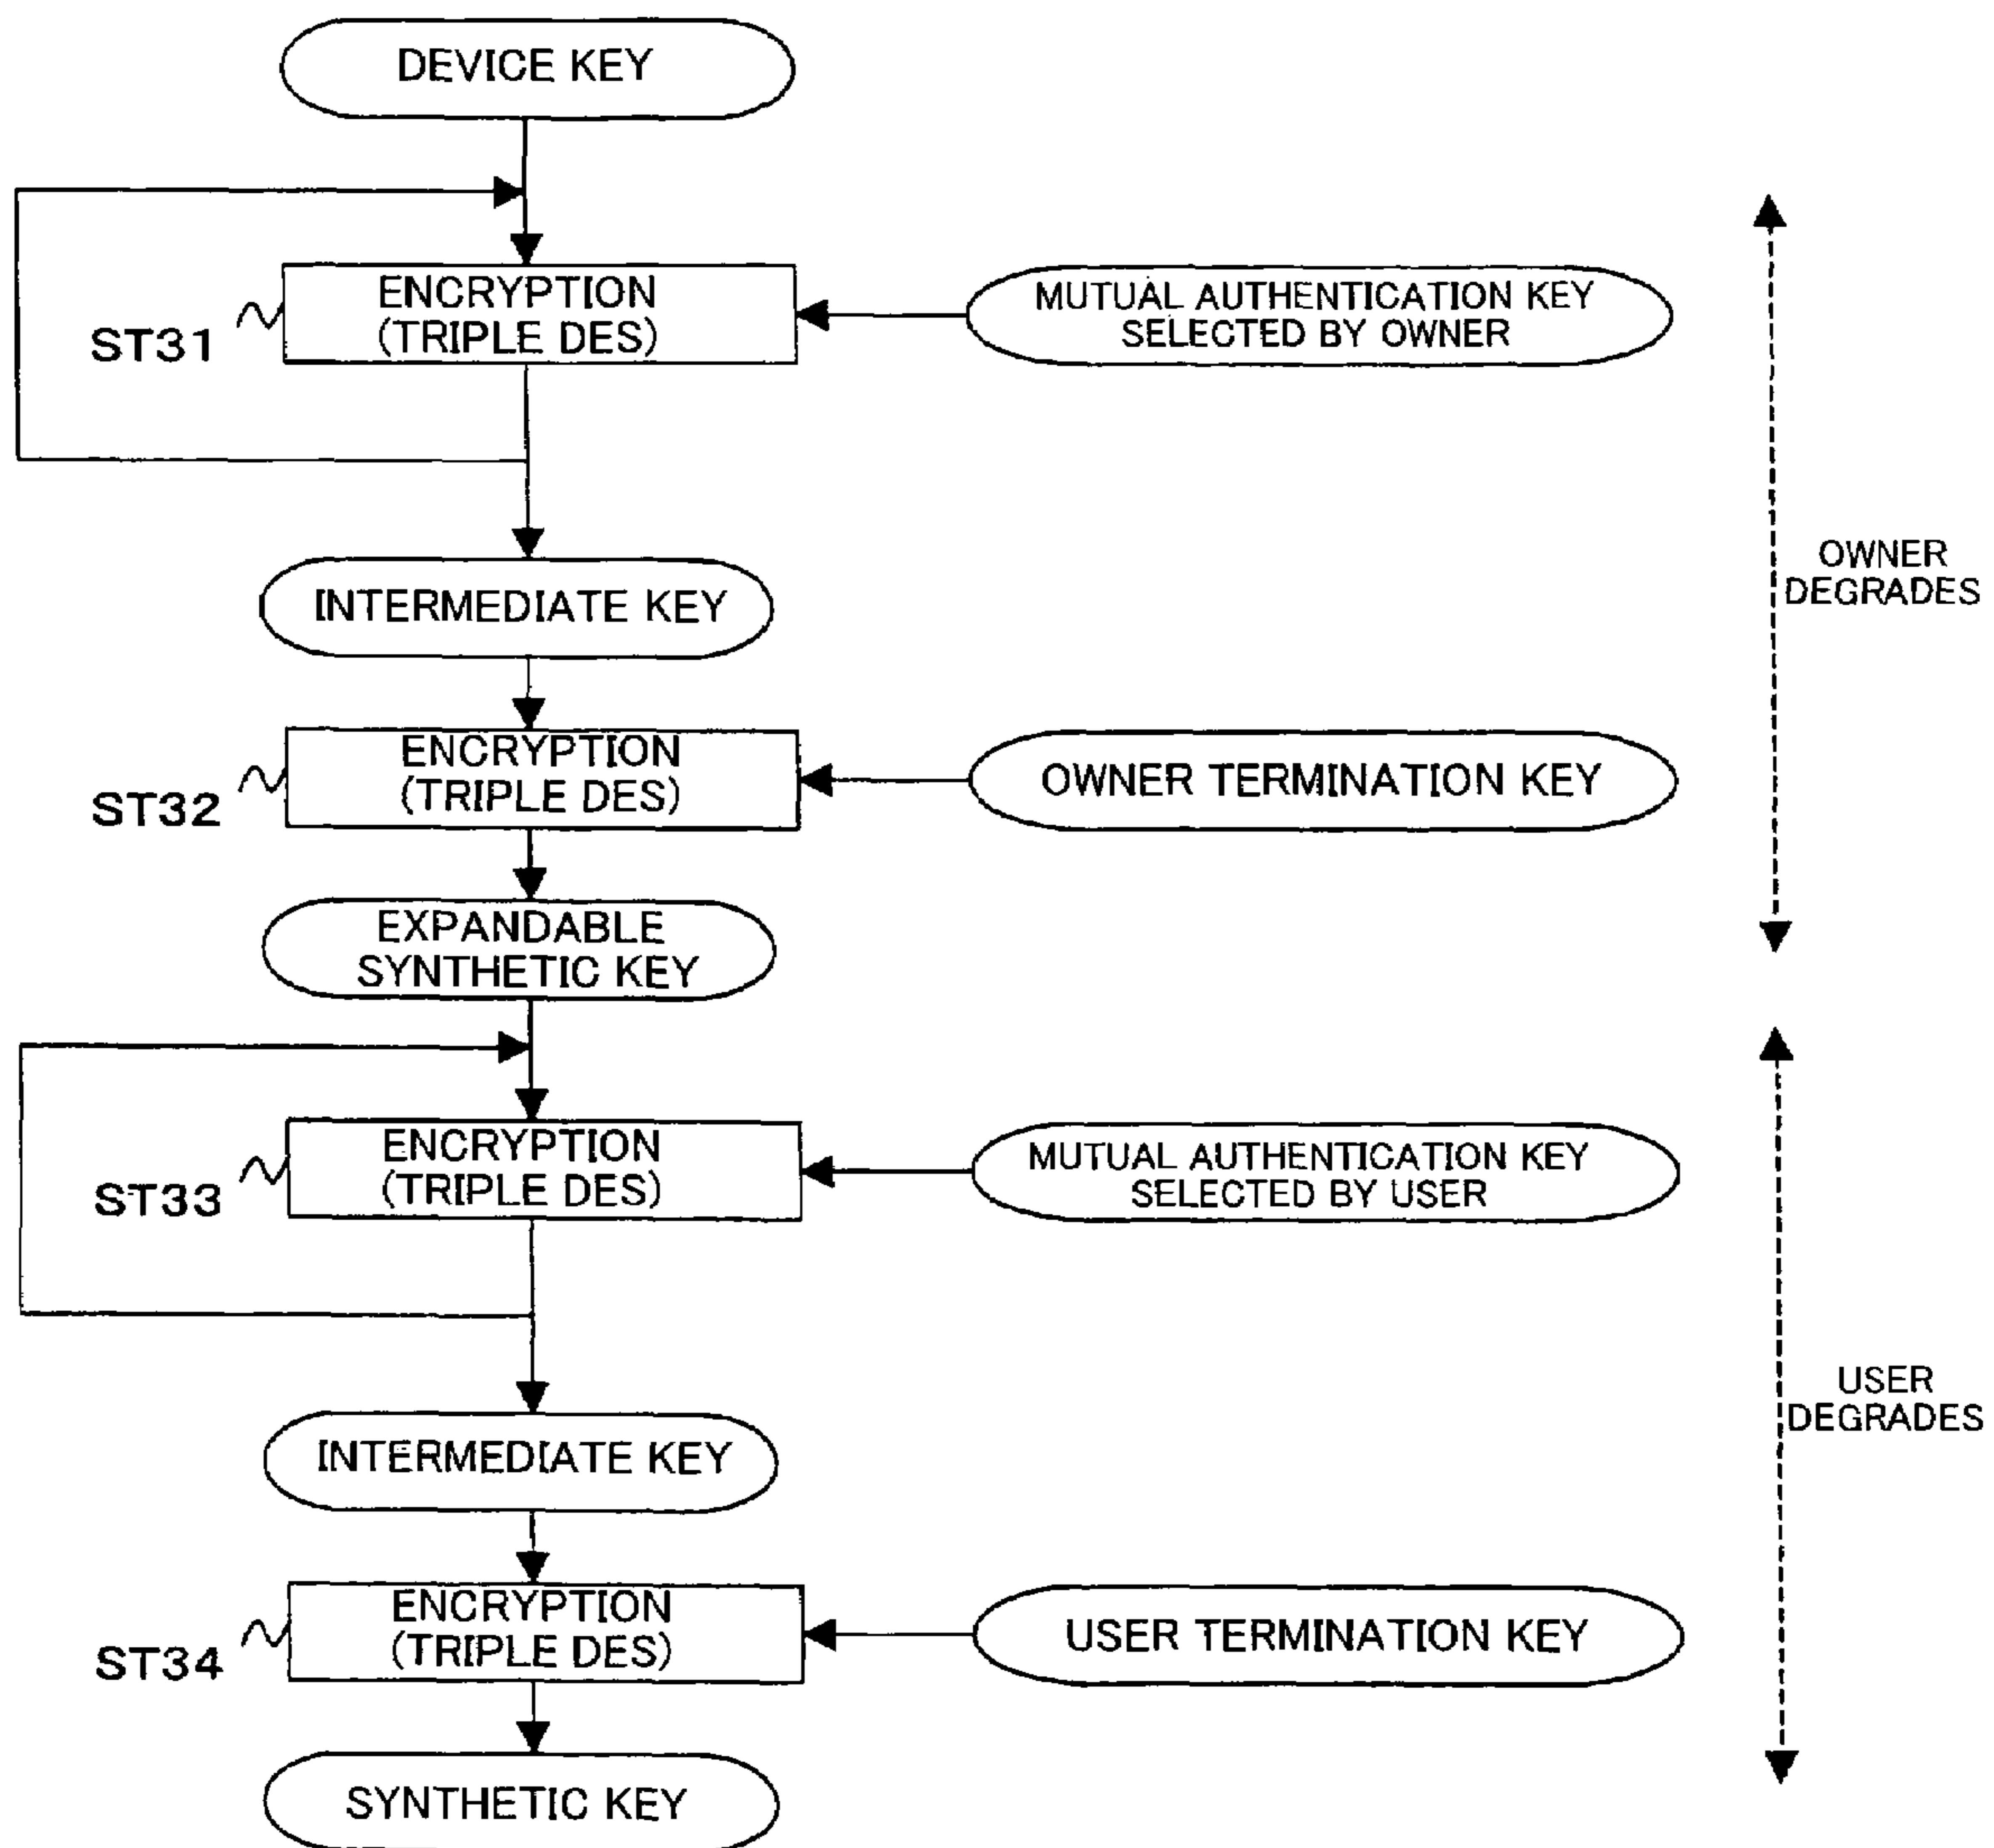 DEVICE KEY
ENCRYPTION
(TRIPLE DES)
ST31
MUTUAL AUTHENTICATION KEY
SELECTED BY OWNER
OWNER
DEGRADES
INTERMEDIATE KEY
ENCRYPTION
(TRIPLE DES)
ST32
OWNER TERMINATION KEY
EXPANDABLE
SYNTHETIC KEY
ENCRYPTION
(TRIPLE DES)
ST33
MUTUAL AUTHENTICATION KEY
SELECTED BY USER
USER
DEGRADES
INTERMEDIATE KEY
ENCRYPTION
(TRIPLE DES)
ST34
USER TERMINATION KEY
SYNTHETIC KEY